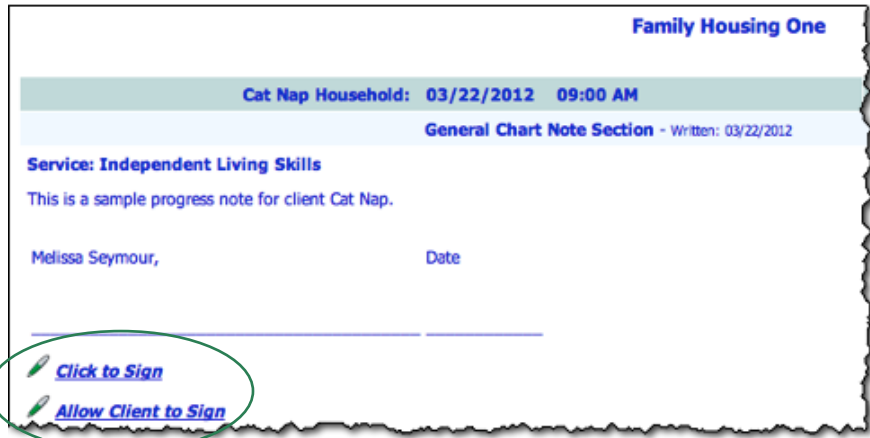 Family Housing One
Cat Nap Household: 03/22/2012 09:00 AM
General Chart Note Section - Written: 03/22/2012
Service: Independent Living Skills
This is a sample progress note for client Cat Nap.
Melissa Seymour, Date
Click to Sign
Allow Client to Sign